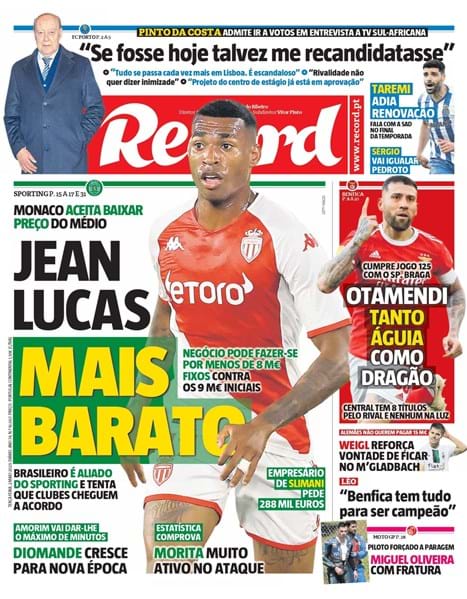 FC PORTO P. 2 A 5
PINTO DA COSTA ADMITE IR A VOTOS EM ENTREVISTA A TV SUL-AFRICANA
“Se fosse hoje talvez me recandidatasse”
“Tudo se passa cada vez mais em Lisboa. É escandaloso” “Rivalidade não
quer dizer inimizade” “Projeto do centro de estágio já está em aprovação”
Record
www.record.pt
TAREMI
ADIA
RENOVAÇÃO
FALA COM A SAD
NO FINAL
DA TEMPORADA
SÉRGIO
VAI IGUALAR
PEDROTO
SPORTING P. 15 A 17 E 31
MONACO ACEITA BAIXAR
PREÇO DO MÉDIO
JEAN
LUCAS
MAIS
BARATO
NEGÓCIO PODE FAZER-SE
POR MENOS DE 8 M€
FIXOS CONTRA
OS 9 M€ INICIAIS
BRASILEIRO É ALIADO
DO SPORTING E TENTA
QUE CLUBES CHEGUEM
A ACORDO
EMPRESÁRIO
DE SLIMANI
PEDE
288 MIL EUROS
AMORIM VAI DAR-LHE
O MÁXIMO DE MINUTOS
DIOMANDE CRESCE
PARA NOVA ÉPOCA
ESTATÍSTICA
COMPROVA
MORITA MUITO
ATIVO NO ATAQUE
eToro
BENFICA
CUMPRE JOGO 125
COM O SP. BRAGA
OTAMENDI
TANTO
ÁGUIA
COMO
DRAGÃO
CENTRAL TEM 8 TÍTULOS
PELO RIVAL E NENHUM NA LUZ
ALEMÃES NÃO QUEREM PAGAR 15 M€
WEIGL REFORÇA
VONTADE DE FICAR
NO M’GLADBACH
LÉO
“Benfica tem tudo
para ser campeão”
MOTO GP P. 28
PILOTO FORÇADO A PARAGEM
MIGUEL OLIVEIRA
COM FRATURA